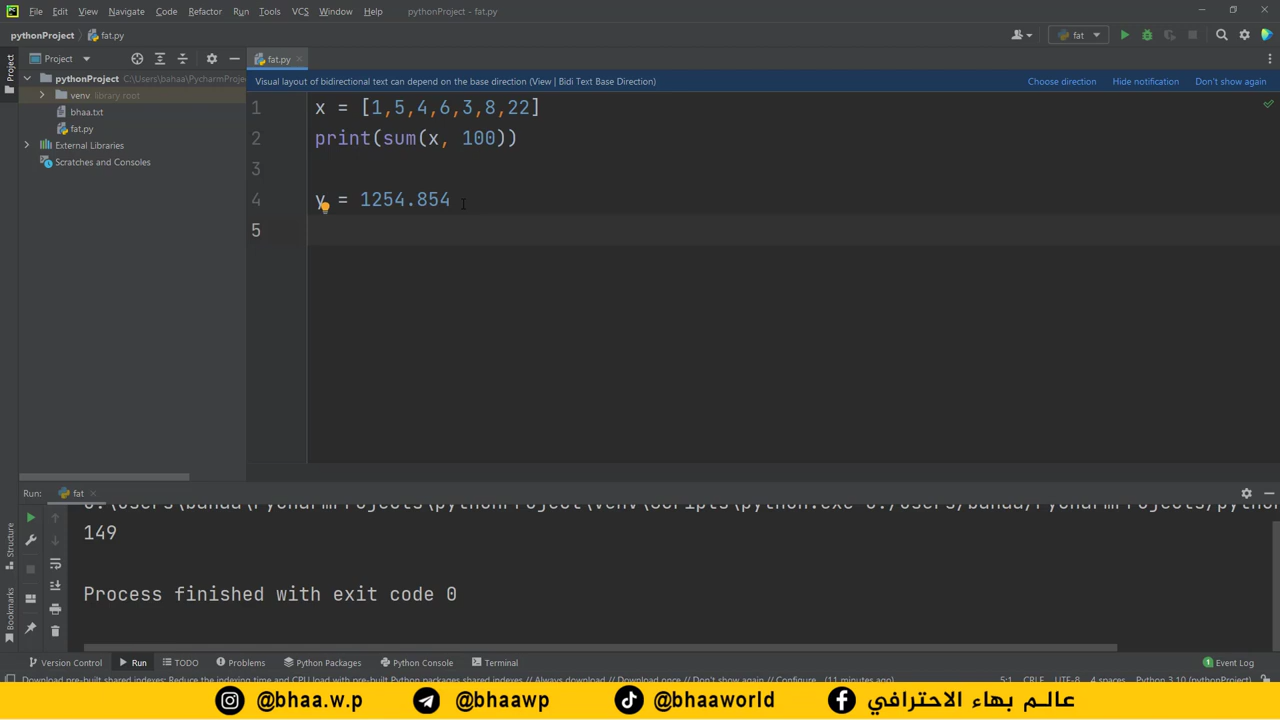 File Edit View Navigate Code Refactor Run Tools VCS Window Help pythonProject - fat.py
pythonProject fat.py fat
Project fat.py
Visual layout of bidirectional text can depend on the base direction (View | Bidi Text Base Direction) Choose direction Hide notification Don't show again
Project
pythonProject C:\Users\bahaa\PycharmProje
venv library root
bhaa.txt
fat.py
External Libraries
Scratches and Consoles
1 x = [1,5,4,6,3,8,22]
2 print(sum(x, 100))
3
4 y = 1254.854
5
Run: fat
C:\Users\bahaa\PycharmProjects\pythonProject\venv\Scripts\python.exe C:/Users/bahaa/PycharmProjects/python
149
Process finished with exit code 0
Structure
Bookmarks
Version Control Run TODO Problems Python Packages Python Console Terminal Event Log
Download pre-built shared indexes: Reduce the indexing time and CPU load with pre-built Python packages shared indexes // Always download // Download once // Don't show again // Configure... (11 minutes ago) 5:1 CRLF UTF-8 4 spaces Python 3.10 (pythonProject)
@bhaa.w.p @bhaawp @bhaaworld عالم بهاء الاحترافي